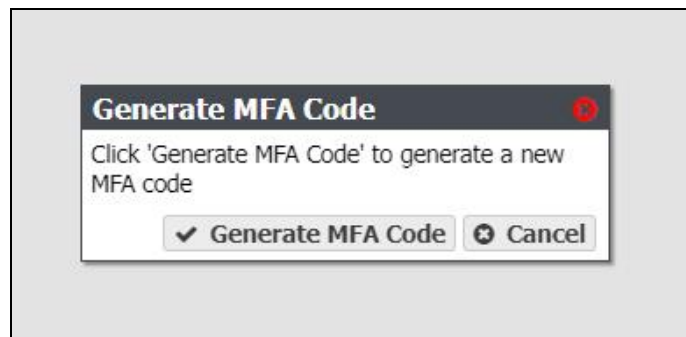 Generate MFA Code
Click 'Generate MFA Code' to generate a new
MFA code
Generate MFA Code Cancel